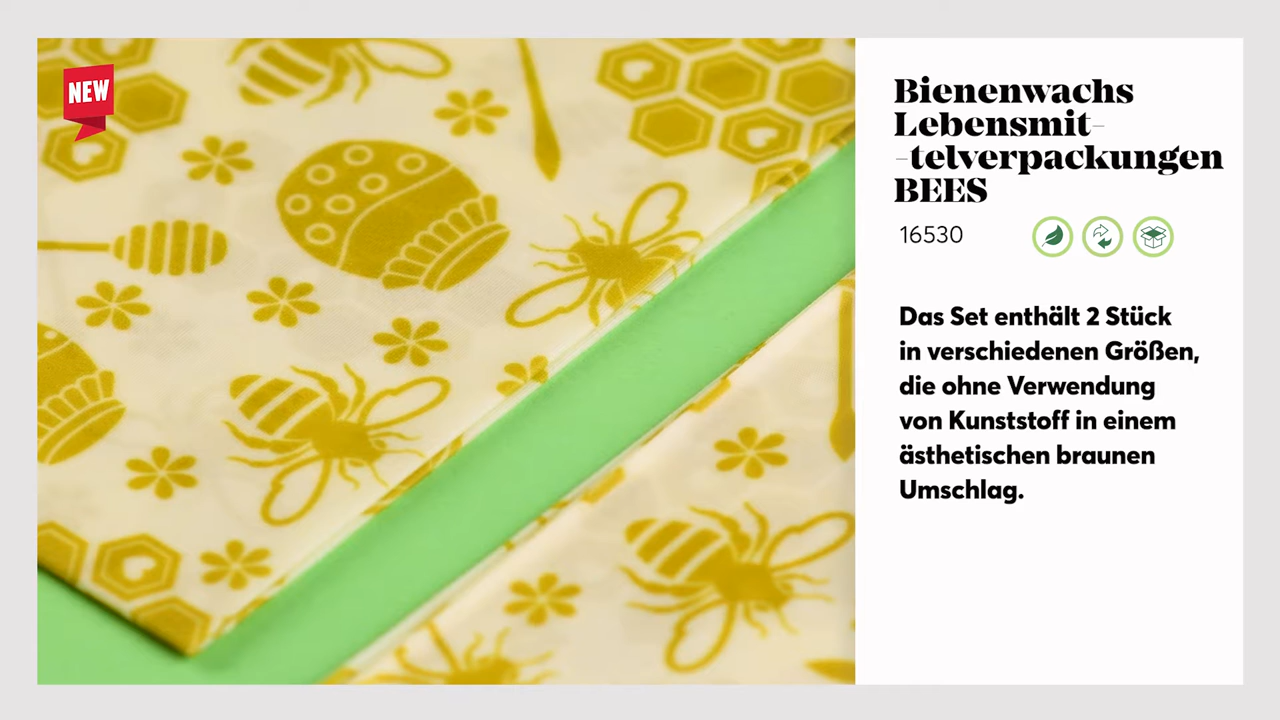 NEW
Bienenwachs
Lebensmit-
-telverpackungen
BEES
16530
Das Set enthält 2 Stück
in verschiedenen Größen,
die ohne Verwendung
von Kunststoff in einem
ästhetischen braunen
Umschlag.